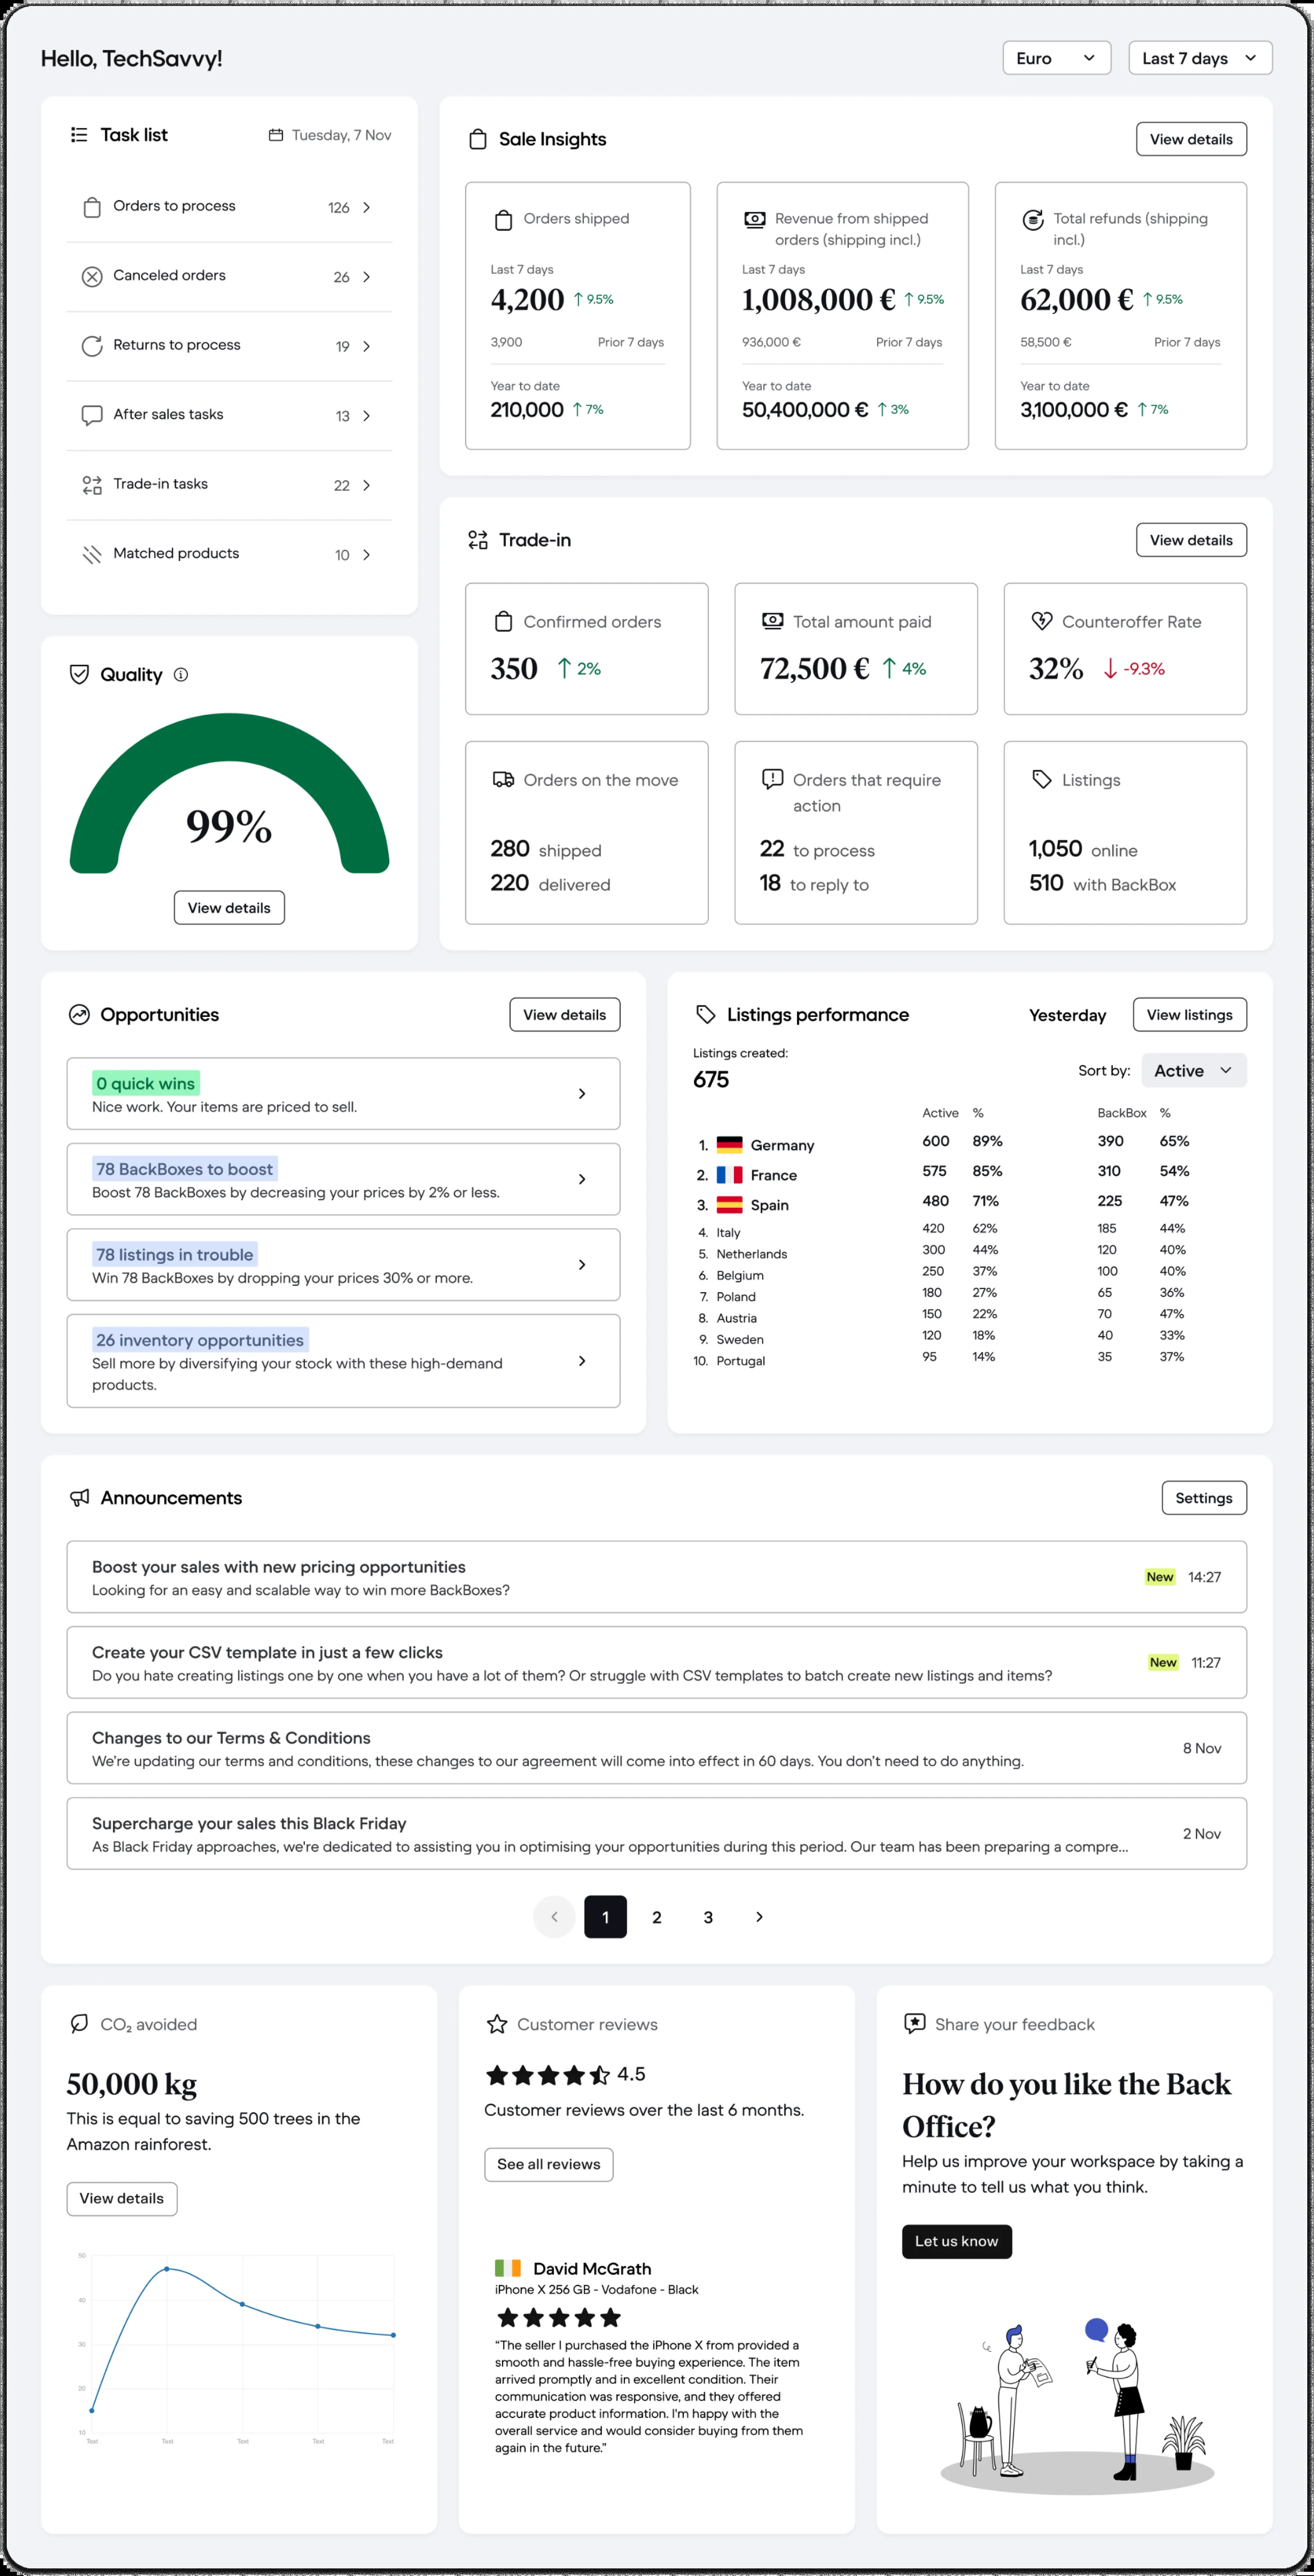 Hello, TechSavvy!
Euro
Last 7 days
Task list
Tuesday, 7 Nov
Orders to process 126
Canceled orders 26
Returns to process 19
After sales tasks 13
Trade-in tasks 22
Matched products 10
Quality
99%
View details
Sale Insights
View details
Orders shipped
Last 7 days
4,200 ↑ 9.5%
3,900 Prior 7 days
Year to date
210,000 ↑ 7%
Revenue from shipped
orders (shipping incl.)
Last 7 days
1,008,000 € ↑ 9.5%
936,000 € Prior 7 days
Year to date
50,400,000 € ↑ 3%
Total refunds (shipping
incl.)
Last 7 days
62,000 € ↑ 9.5%
58,500 € Prior 7 days
Year to date
3,100,000 € ↑ 7%
Trade-in
View details
Confirmed orders
350 ↑ 2%
Total amount paid
72,500 € ↑ 4%
Counteroffer Rate
32% ↓ -9.3%
Orders on the move
280 shipped
220 delivered
Orders that require
action
22 to process
18 to reply to
Listings
1,050 online
510 with BackBox
Opportunities
View details
0 quick wins
Nice work. Your items are priced to sell.
78 BackBoxes to boost
Boost 78 BackBoxes by decreasing your prices by 2% or less.
78 listings in trouble
Win 78 BackBoxes by dropping your prices 30% or more.
26 inventory opportunities
Sell more by diversifying your stock with these high-demand
products.
Listings performance
Yesterday
View listings
Listings created:
675
Sort by: Active
Active % BackBox %
1. Germany 600 89% 390 65%
2. France 575 85% 310 54%
3. Spain 480 71% 225 47%
4. Italy 420 62% 185 44%
5. Netherlands 300 44% 120 40%
6. Belgium 250 37% 100 40%
7. Poland 180 27% 65 36%
8. Austria 150 22% 70 47%
9. Sweden 120 18% 40 33%
10. Portugal 95 14% 35 37%
Announcements
Settings
Boost your sales with new pricing opportunities
Looking for an easy and scalable way to win more BackBoxes?
New 14:27
Create your CSV template in just a few clicks
Do you hate creating listings one by one when you have a lot of them? Or struggle with CSV templates to batch create new listings and items?
New 11:27
Changes to our Terms & Conditions
We're updating our terms and conditions, these changes to our agreement will come into effect in 60 days. You don't need to do anything.
8 Nov
Supercharge your sales this Black Friday
As Black Friday approaches, we're dedicated to assisting you in optimising your opportunities during this period. Our team has been preparing a compre...
2 Nov
1 2 3
CO₂ avoided
50,000 kg
This is equal to saving 500 trees in the
Amazon rainforest.
View details
50
40
30
20
10
Text Text Text Text Text
Customer reviews
4.5
Customer reviews over the last 6 months.
See all reviews
David McGrath
iPhone X 256 GB - Vodafone - Black
"The seller I purchased the iPhone X from provided a
smooth and hassle-free buying experience. The item
arrived promptly and in excellent condition. Their
communication was responsive, and they offered
accurate product information. I'm happy with the
overall service and would consider buying from them
again in the future."
Share your feedback
How do you like the Back
Office?
Help us improve your workspace by taking a
minute to tell us what you think.
Let us know